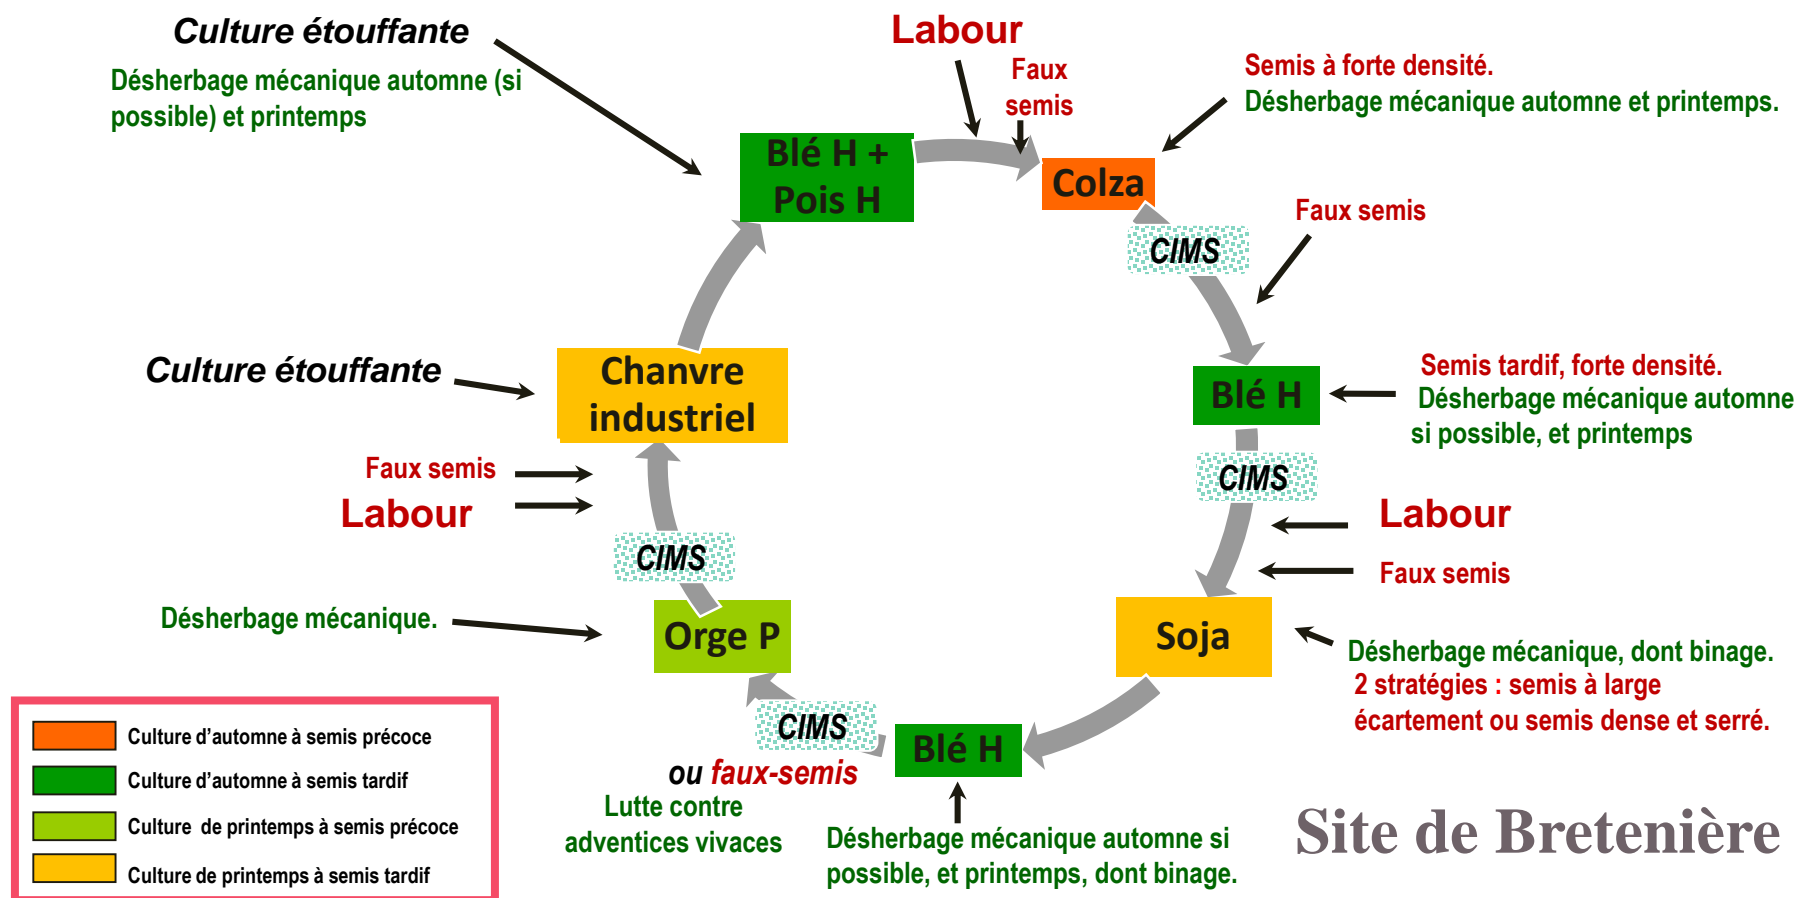 Culture étouffante
Désherbage mécanique automne (si
possible) et printemps
Labour
Faux
semis
Semis à forte densité.
Désherbage mécanique automne et printemps.
Blé H +
Pois H
Colza
CIMS
Faux semis
Culture étouffante
Chanvre
industriel
Blé H
Semis tardif, forte densité.
Désherbage mécanique automne
si possible, et printemps
CIMS
Faux semis
Labour
Labour
Faux semis
CIMS
Désherbage mécanique.
Orge P
Soja
Désherbage mécanique, dont binage.
2 stratégies : semis à large
écartement ou semis dense et serré.
CIMS
ou faux-semis
Lutte contre
adventices vivaces
Blé H
Désherbage mécanique automne si
possible, et printemps, dont binage.
Culture d'automne à semis précoce
Culture d'automne à semis tardif
Culture de printemps à semis précoce
Culture de printemps à semis tardif
Site de Bretenière